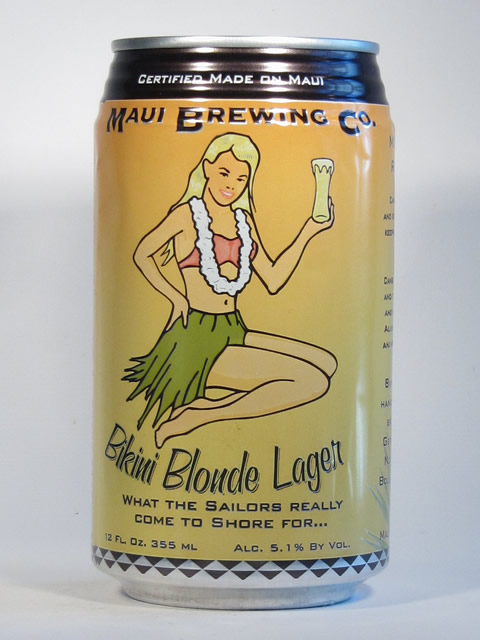 Certified Made on Maui
Maui Brewing Co.
Bikini Blonde Lager
What the Sailors really
come to Shore for...
12 Fl. Oz. 355 ml Alc. 5.1% By Vol.